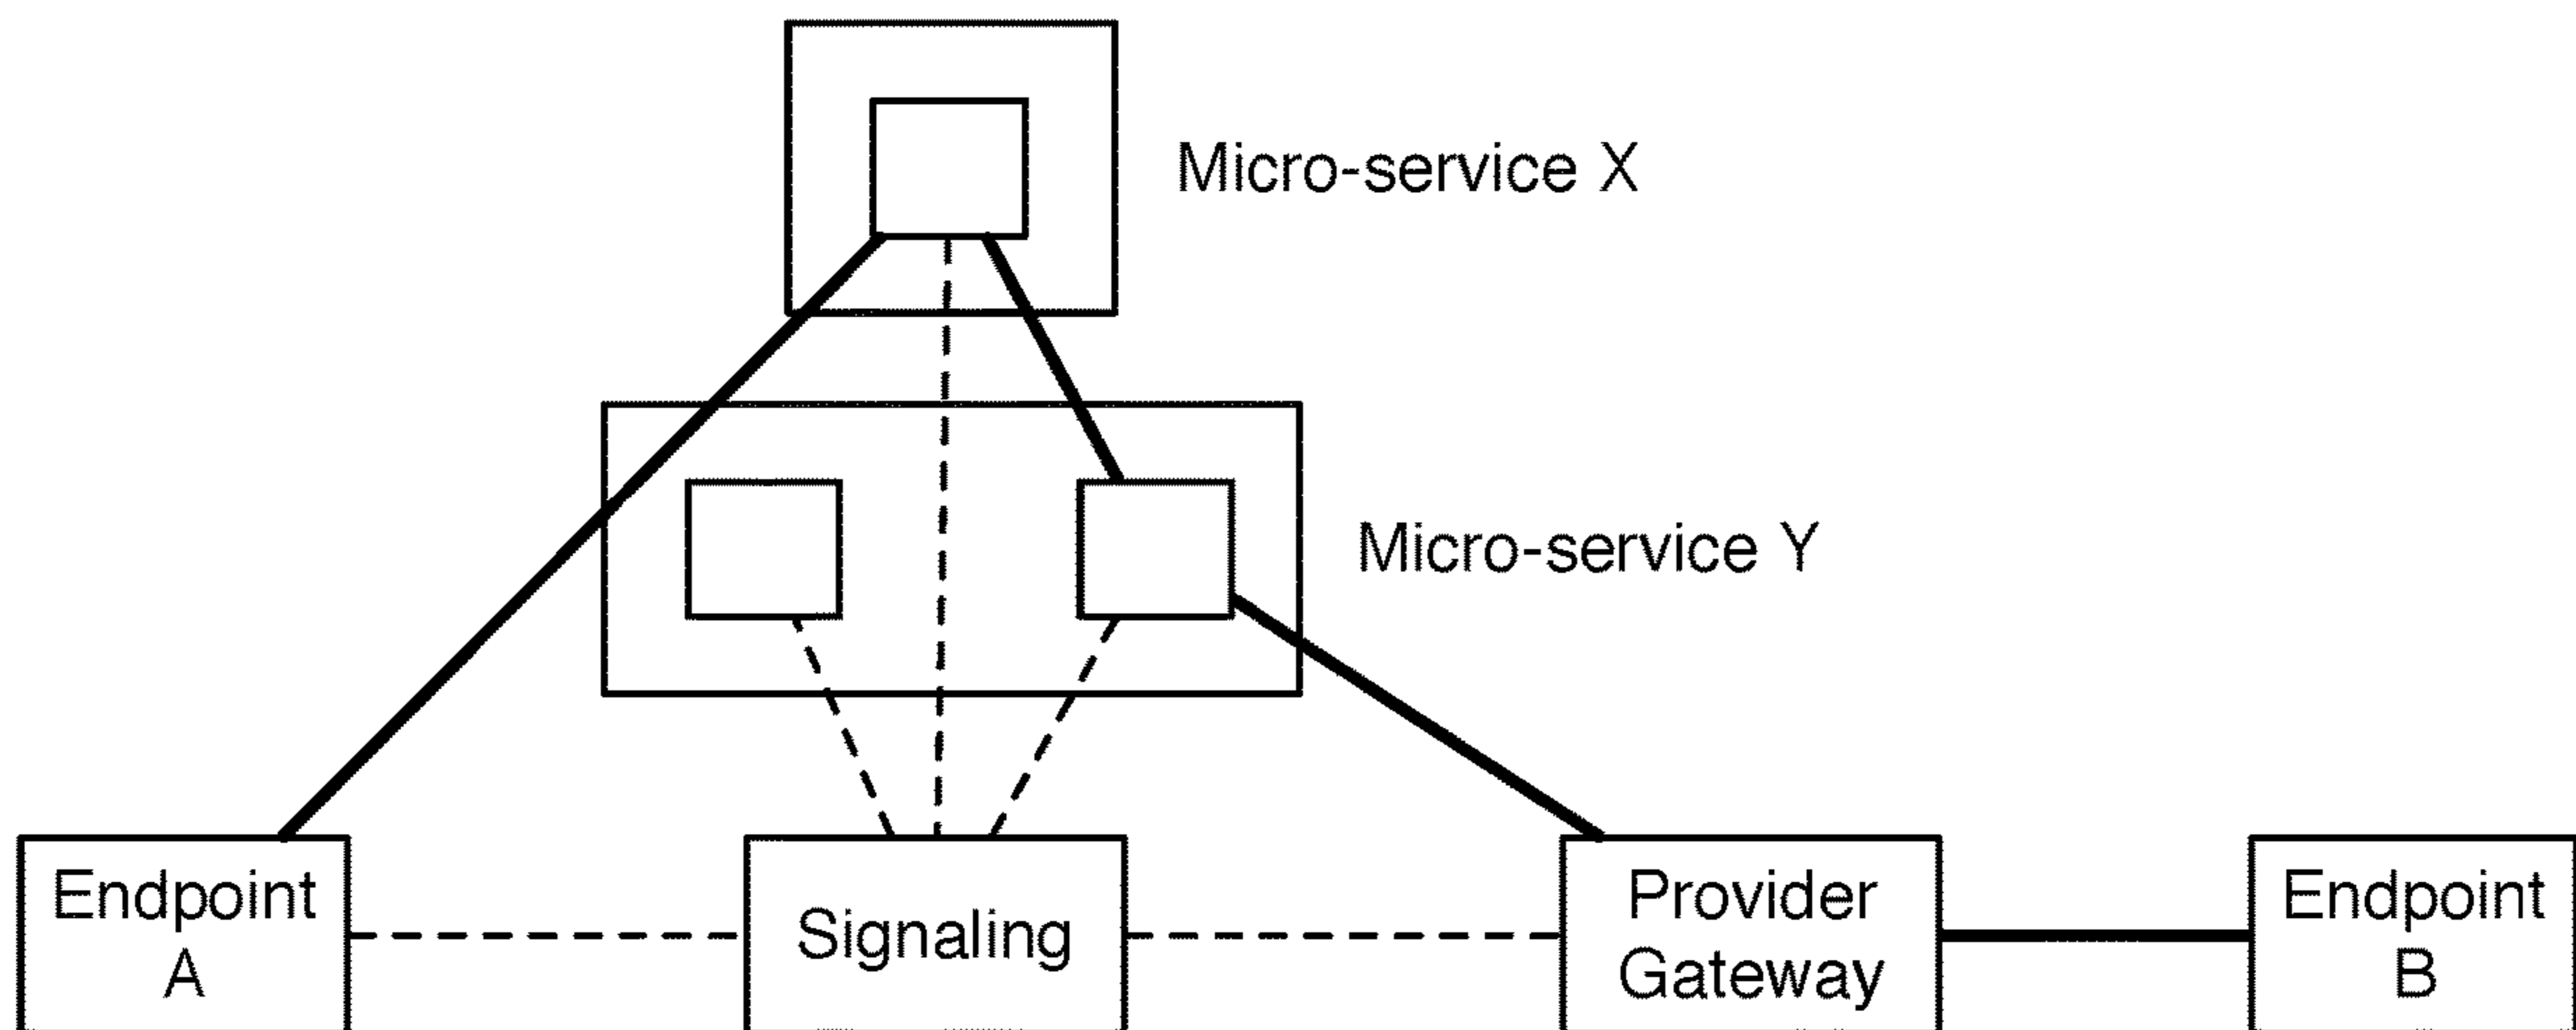 Micro-service X
Micro-service Y
Endpoint
A
Signaling
Provider
Gateway
Endpoint
B